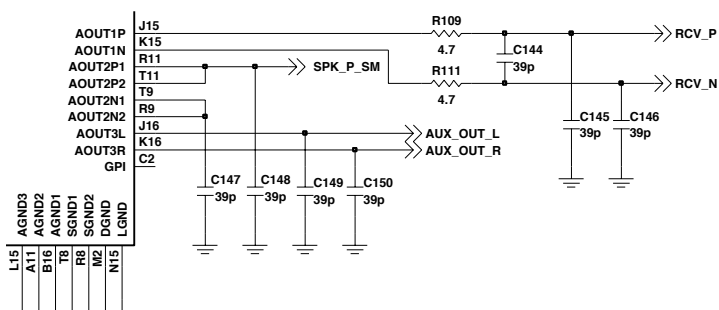 AOUT1P J15 R109 4.7 RCV_P
AOUT1N K15 C144 39p
AOUT2P1 R11 SPK_P_SM
AOUT2P2 T11 R111 4.7 RCV_N
AOUT2N1 T9
AOUT2N2 R9 C145 39p C146 39p
AOUT3L J16 AUX_OUT_L
AOUT3R K16 AUX_OUT_R
GPI C2
C147 39p C148 39p C149 39p C150 39p
AGND3 AGND2 AGND1 SGND1 SGND2 DGND LGND
L15 A11 B16 T8 R8 M2 N15